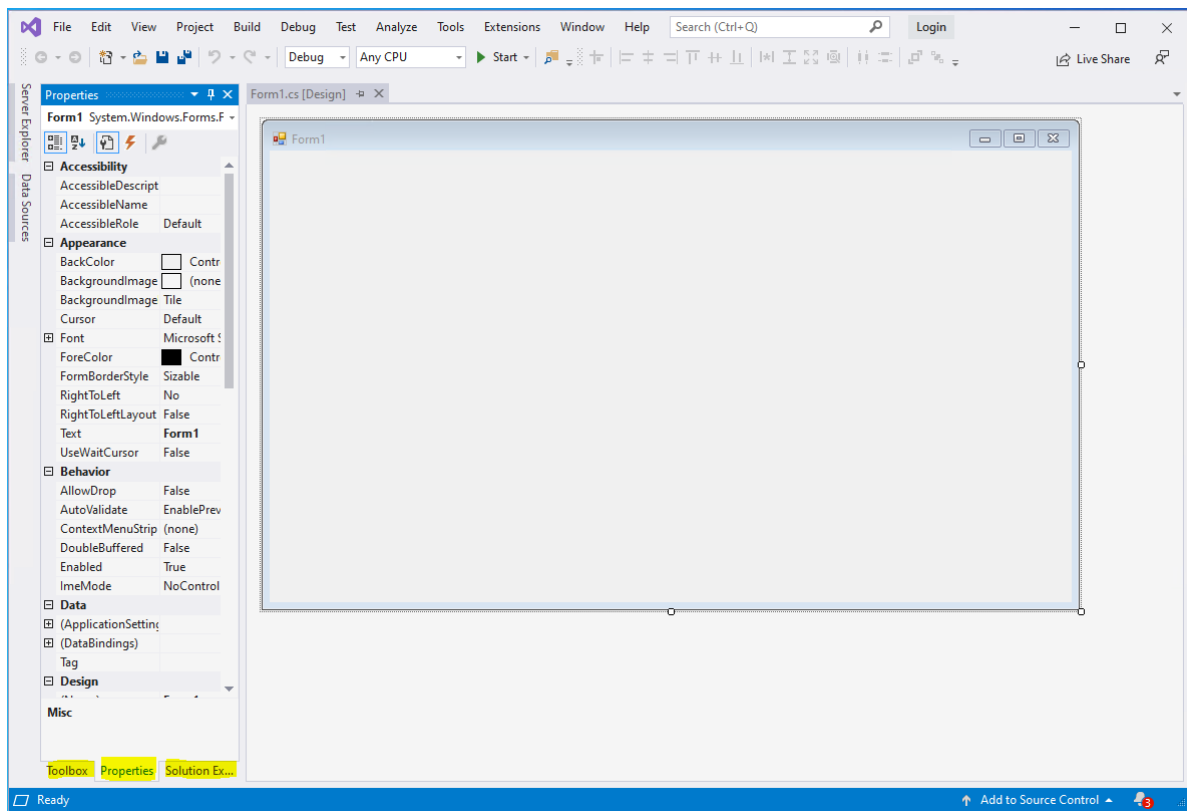 File Edit View Project Build Debug Test Analyze Tools Extensions Window Help Search (Ctrl+Q) Login
Debug Any CPU Start Live Share
Server Explorer
Data Sources
Properties
Form1.cs [Design]
Form1 System.Windows.Forms.F
Form1
Accessibility
AccessibleDescript
AccessibleName
AccessibleRole Default
Appearance
BackColor Contr
BackgroundImage (none
BackgroundImage Tile
Cursor Default
Font Microsoft S
ForeColor Contr
FormBorderStyle Sizable
RightToLeft No
RightToLeftLayout False
Text Form1
UseWaitCursor False
Behavior
AllowDrop False
AutoValidate EnablePrev
ContextMenuStrip (none)
DoubleBuffered False
Enabled True
ImeMode NoControl
Data
(ApplicationSetting
(DataBindings)
Tag
Design
Misc
Toolbox Properties Solution Ex...
Ready Add to Source Control 3